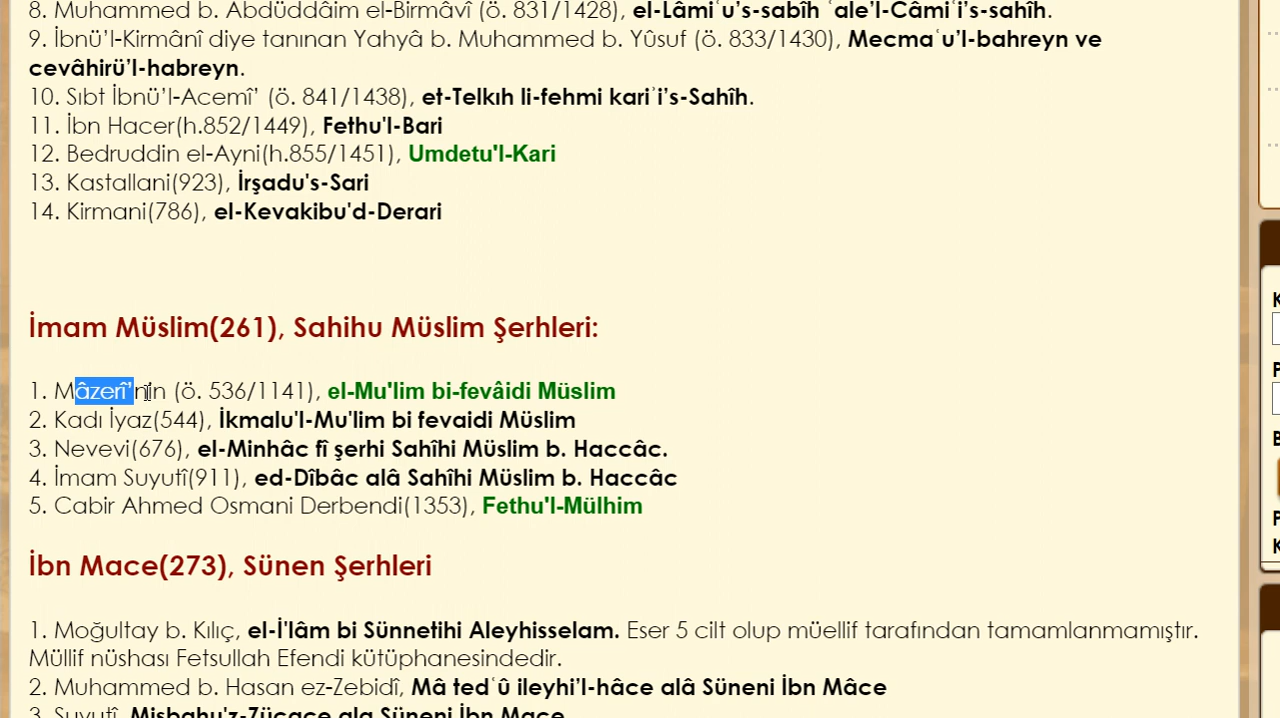 8. Muhammed b. Abdüddâim el-Birmâvî (ö. 831/1428), el-Lâmiʿu’s-sabîh ʿale’l-Câmiʿi’s-sahîh.
9. İbnü’l-Kirmânî diye tanınan Yahyâ b. Muhammed b. Yûsuf (ö. 833/1430), Mecmaʿu’l-bahreyn ve
cevâhirü’l-habreyn.
10. Sıbt İbnü’l-Acemî’ (ö. 841/1438), et-Telkıh li-fehmi kariʾi’s-Sahîh.
11. İbn Hacer(h.852/1449), Fethu'l-Bari
12. Bedruddin el-Ayni(h.855/1451), Umdetu'l-Kari
13. Kastallani(923), İrşadu's-Sari
14. Kirmani(786), el-Kevakibu'd-Derari
İmam Müslim(261), Sahihu Müslim Şerhleri:
1. Mâzerî’nin (ö. 536/1141), el-Mu'lim bi-fevâidi Müslim
2. Kadı İyaz(544), İkmalu'l-Mu'lim bi fevaidi Müslim
3. Nevevi(676), el-Minhâc fî şerhi Sahîhi Müslim b. Haccâc.
4. İmam Suyutî(911), ed-Dîbâc alâ Sahîhi Müslim b. Haccâc
5. Cabir Ahmed Osmani Derbendi(1353), Fethu'l-Mülhim
İbn Mace(273), Sünen Şerhleri
1. Moğultay b. Kılıç, el-İ'lâm bi Sünnetihi Aleyhisselam. Eser 5 cilt olup müellif tarafından tamamlanmamıştır.
Müllif nüshası Fetsullah Efendi kütüphanesindedir.
2. Muhammed b. Hasan ez-Zebidî, Mâ tedʿû ileyhi’l-hâce alâ Süneni İbn Mâce
3. Suyutî, Misbahu'z-Zücace ala Süneni İbn Mace
K
P
B
P
K